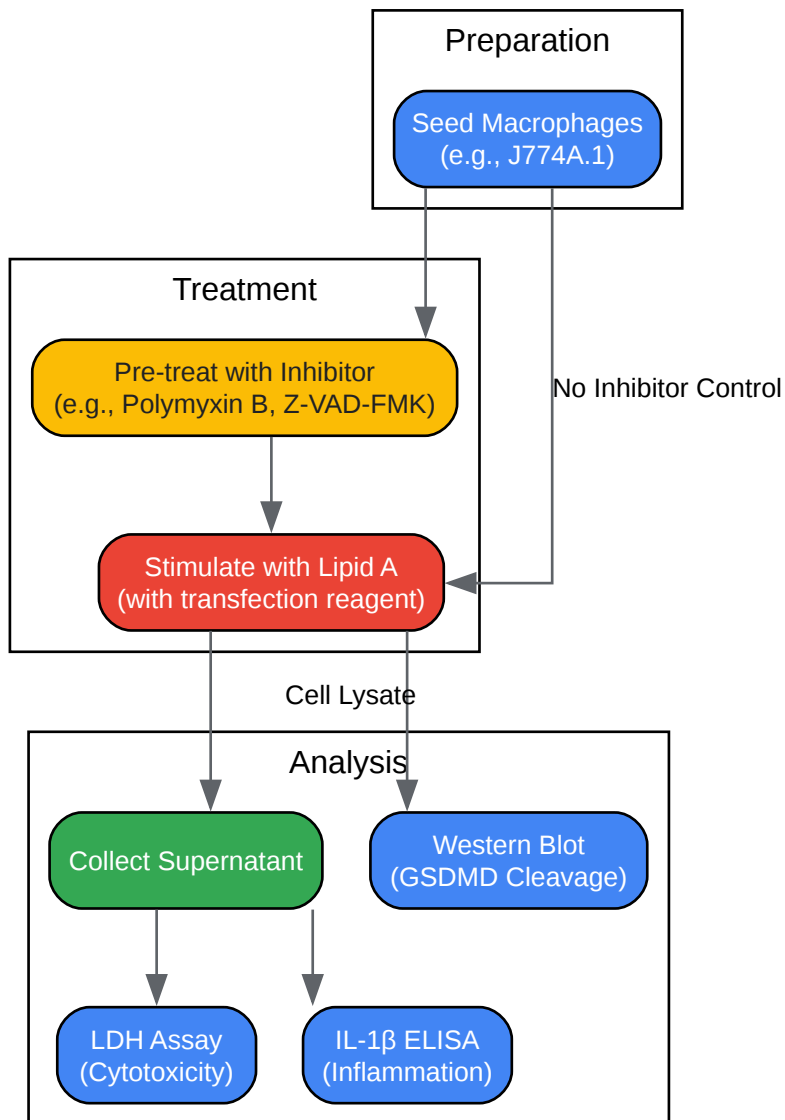 Preparation
Seed Macrophages
(e.g., J774A.1)
Treatment
Pre-treat with Inhibitor
(e.g., Polymyxin B, Z-VAD-FMK)
No Inhibitor Control
Stimulate with Lipid A
(with transfection reagent)
Cell Lysate
Analysis
Collect Supernatant
Western Blot
(GSDMD Cleavage)
LDH Assay
(Cytotoxicity)
IL-1β ELISA
(Inflammation)